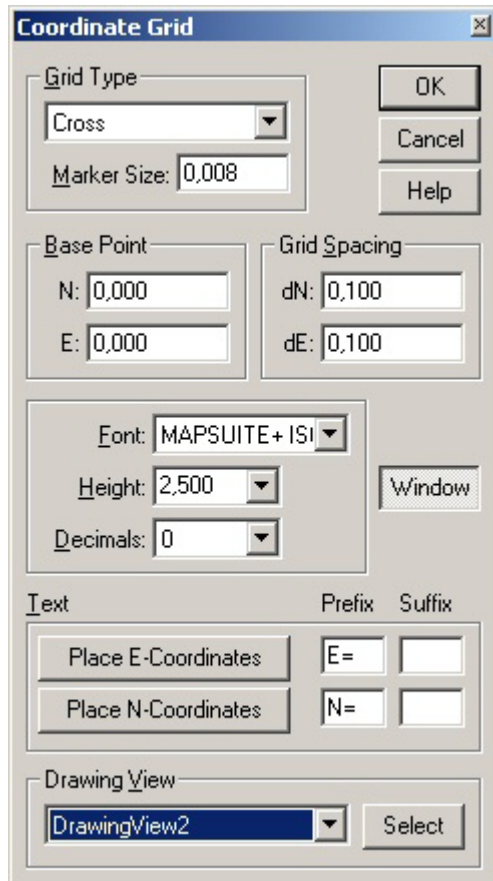 Coordinate Grid
Grid Type
Cross
Marker Size: 0,008
OK
Cancel
Help
Base Point
N: 0,000
E: 0,000
Grid Spacing
dN: 0,100
dE: 0,100
Font: MAPSUITE+ IS
Height: 2,500
Decimals: 0
Window
Text Prefix Suffix
Place E-Coordinates E=
Place N-Coordinates N=
Drawing View
DrawingView2 Select